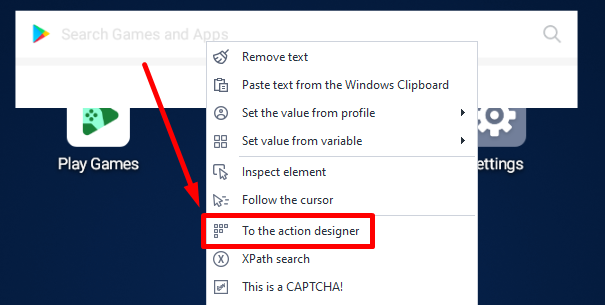 Search Games and Apps
Remove text
Paste text from the Windows Clipboard
Set the value from profile
Set value from variable
Inspect element
Follow the cursor
To the action designer
XPath search
This is a CAPTCHA!
Play Games
ettings